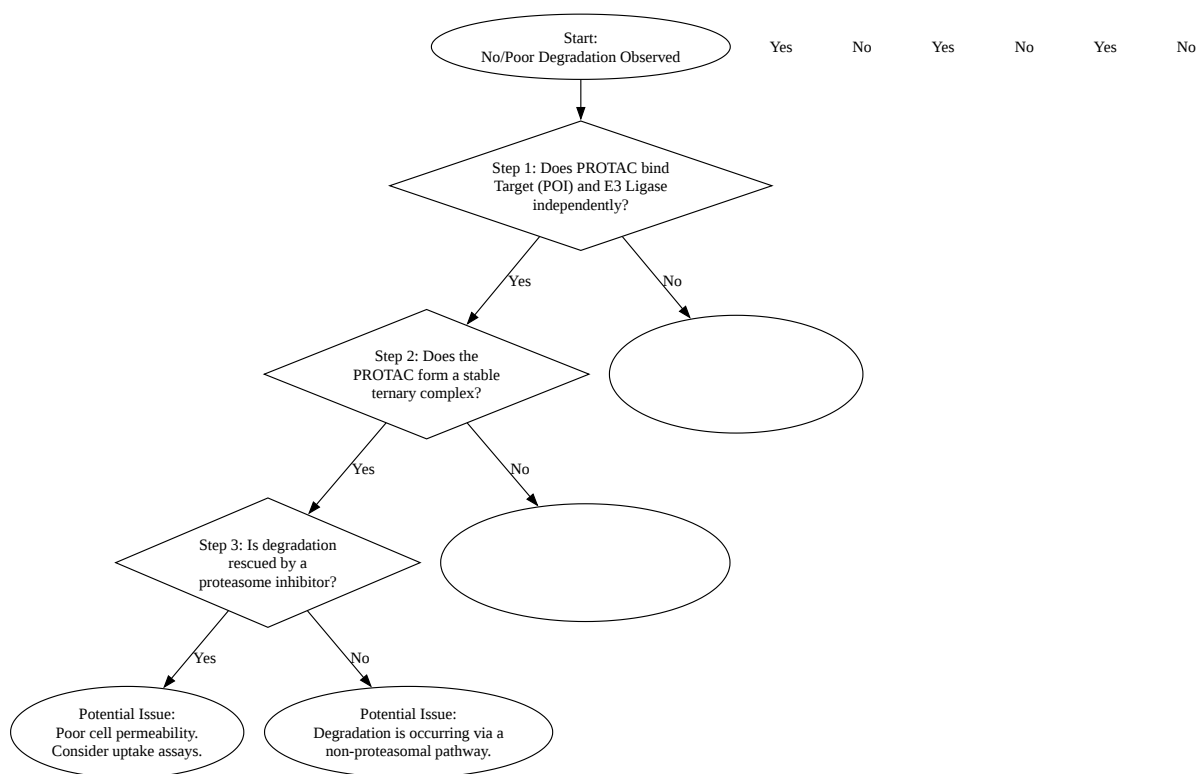 Start:
No/Poor Degradation Observed
Yes
No
Yes
No
Yes
No
Step 1: Does PROTAC bind
Target (POI) and E3 Ligase
independently?
Yes
No
Step 2: Does the
PROTAC form a stable
ternary complex?
Yes
No
Step 3: Is degradation
rescued by a
proteasome inhibitor?
Yes
No
Potential Issue:
Poor cell permeability.
Consider uptake assays.
Potential Issue:
Degradation is occurring via a
non-proteasomal pathway.